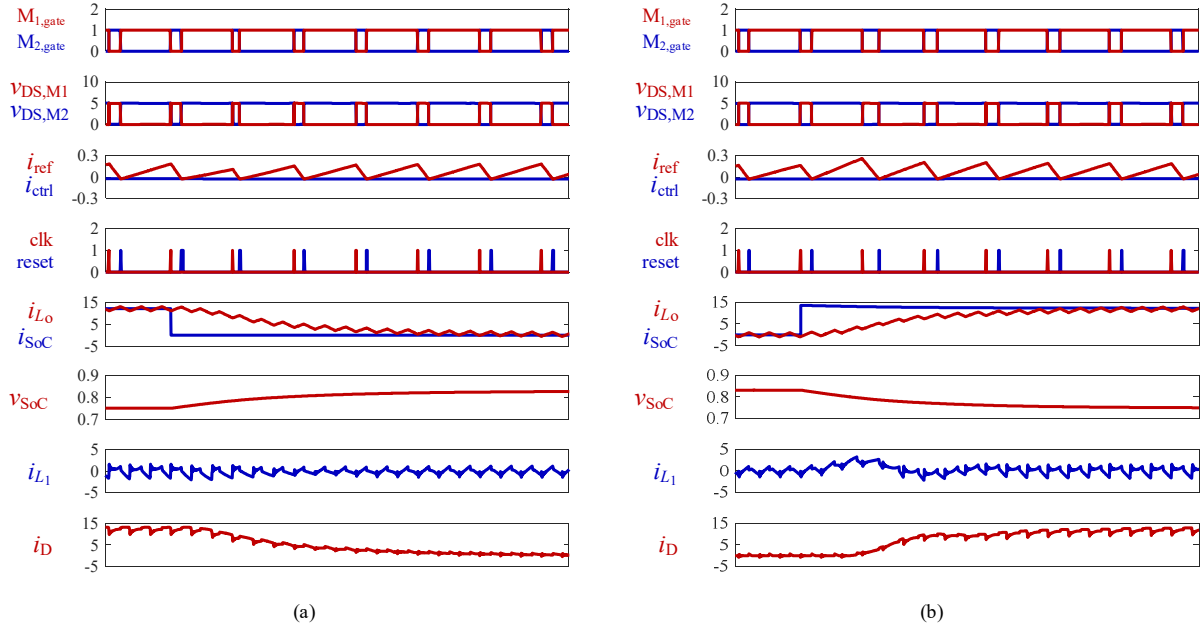 M1,gate
M2,gate
2
1
0
vDS,M1
vDS,M2
10
5
0
iref
ictrl
0.3
0
-0.3
clk
reset
2
1
0
iLo
iSoC
15
5
-5
vSoC
0.9
0.8
0.7
iL1
5
0
-5
iD
15
5
-5
(a)
M1,gate
M2,gate
2
1
0
vDS,M1
vDS,M2
10
5
0
iref
ictrl
0.3
0
-0.3
clk
reset
2
1
0
iLo
iSoC
15
5
-5
vSoC
0.9
0.8
0.7
iL1
5
0
-5
iD
15
5
-5
(b)